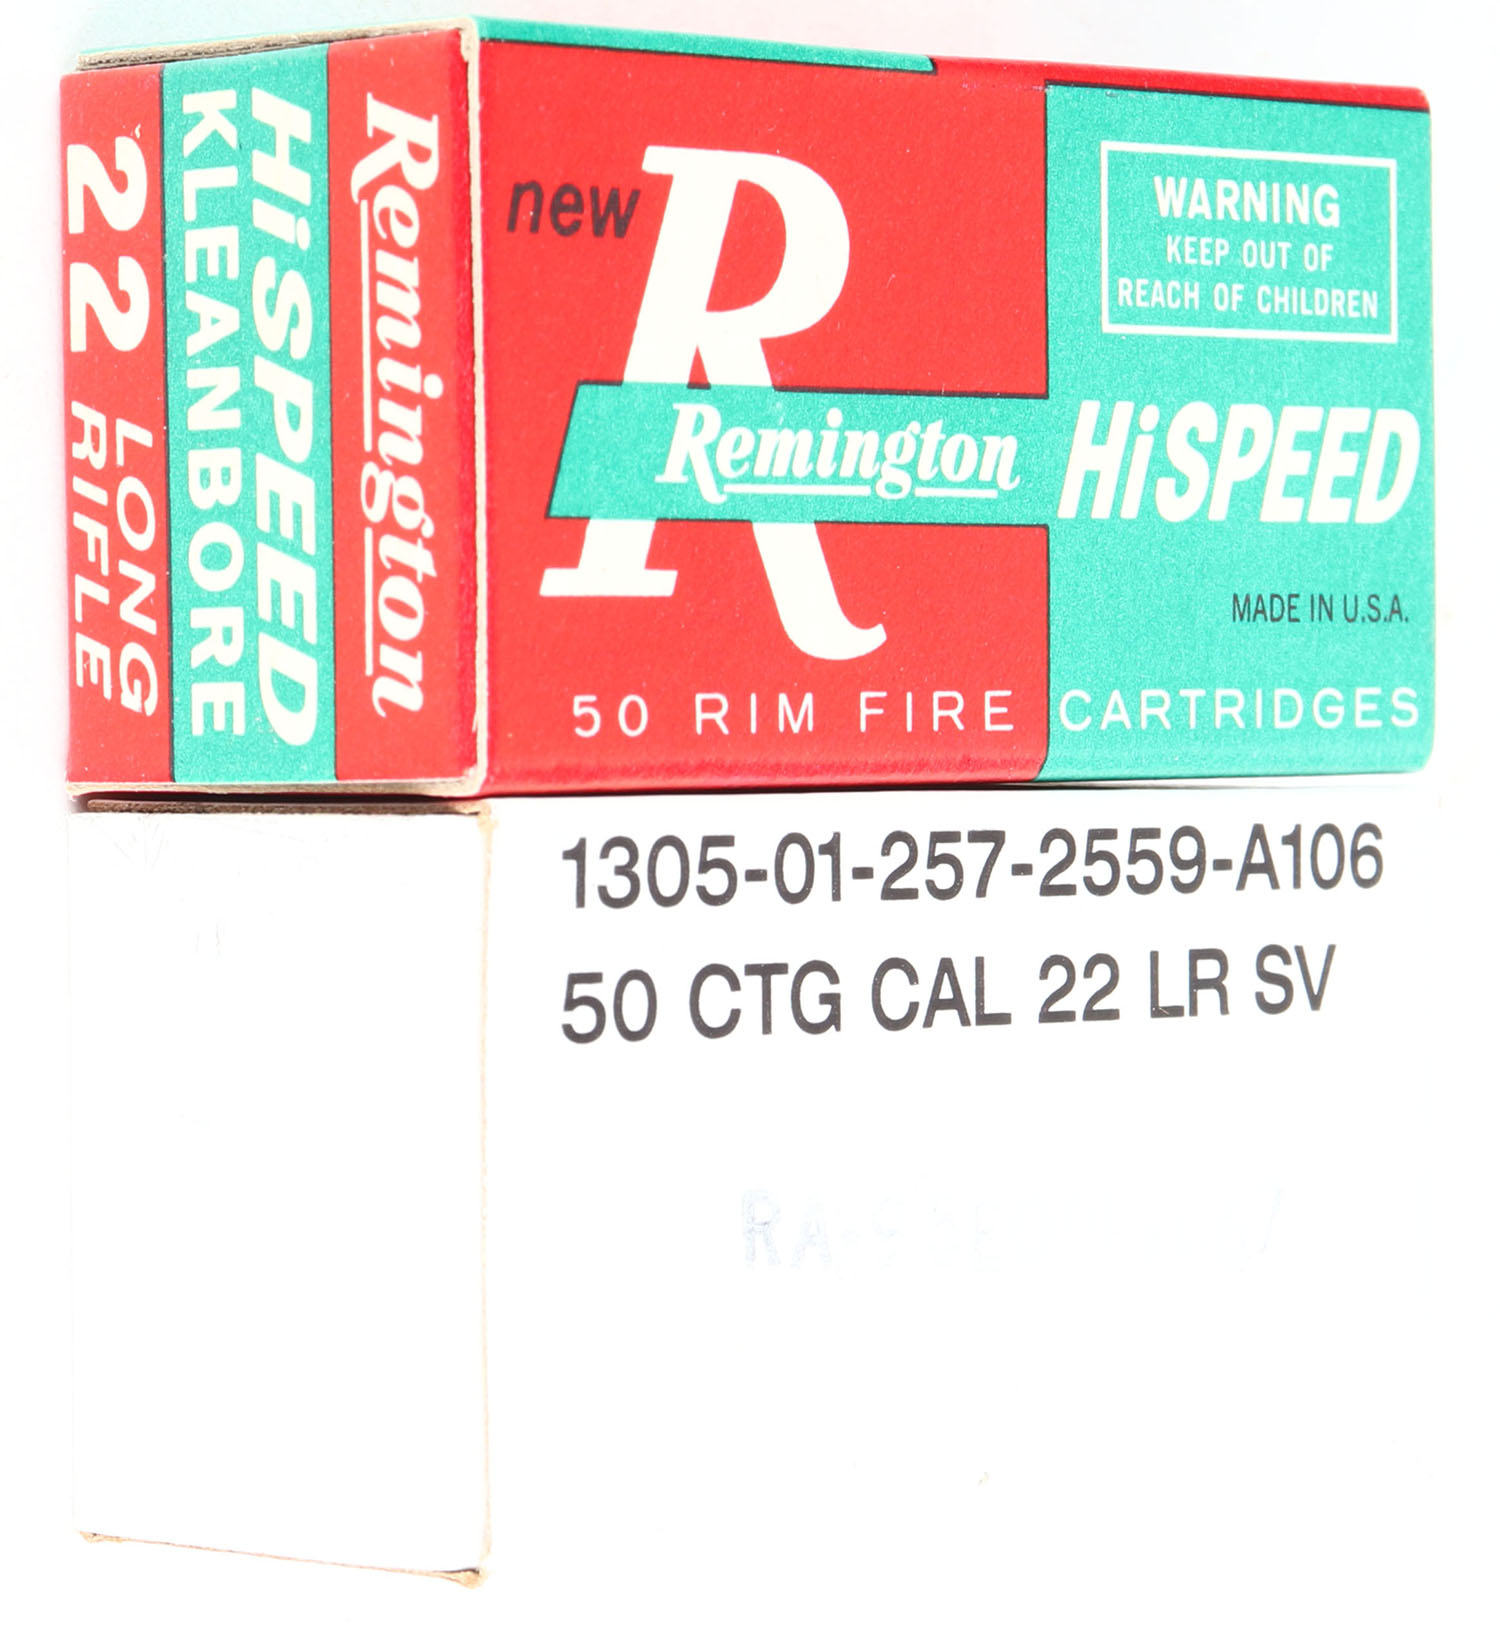 Remington
HiSPEED
KLEANBORE
22 LONG
RIFLE
new
R
Remington
50 RIM FIRE CARTRIDGES
WARNING
KEEP OUT OF
REACH OF CHILDREN
HiSPEED
MADE IN U.S.A.
1305-01-257-2559-A106
50 CTG CAL 22 LR SV